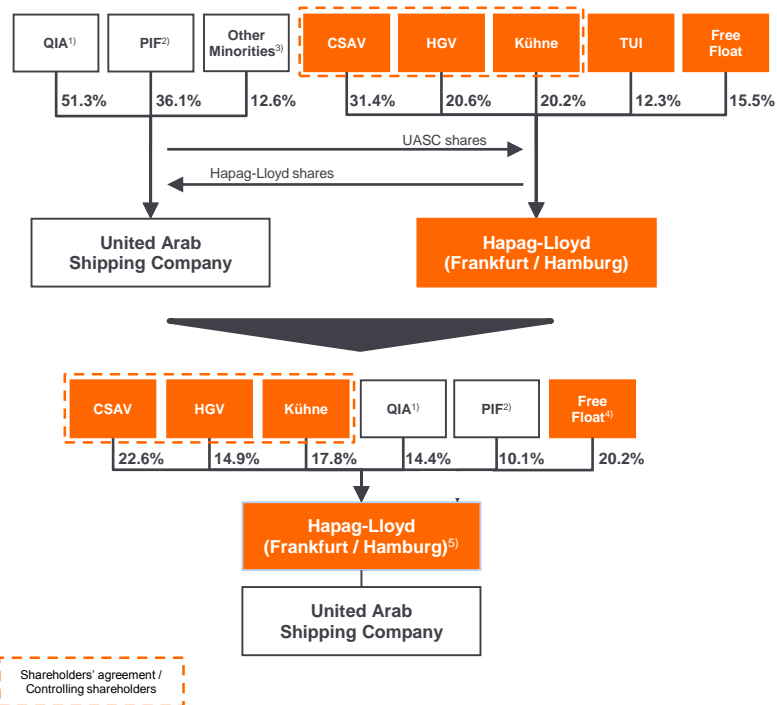 QIA1) PIF2) Other
Minorities3) CSAV HGV Kühne TUI Free
Float
51.3% 36.1% 12.6% 31.4% 20.6% 20.2% 12.3% 15.5%
UASC shares
Hapag-Lloyd shares
United Arab
Shipping Company
Hapag-Lloyd
(Frankfurt / Hamburg)
CSAV HGV Kühne QIA1) PIF2) Free
Float4)
22.6% 14.9% 17.8% 14.4% 10.1% 20.2%
Hapag-Lloyd
(Frankfurt / Hamburg)5)
United Arab
Shipping Company
Shareholders' agreement /
Controlling shareholders